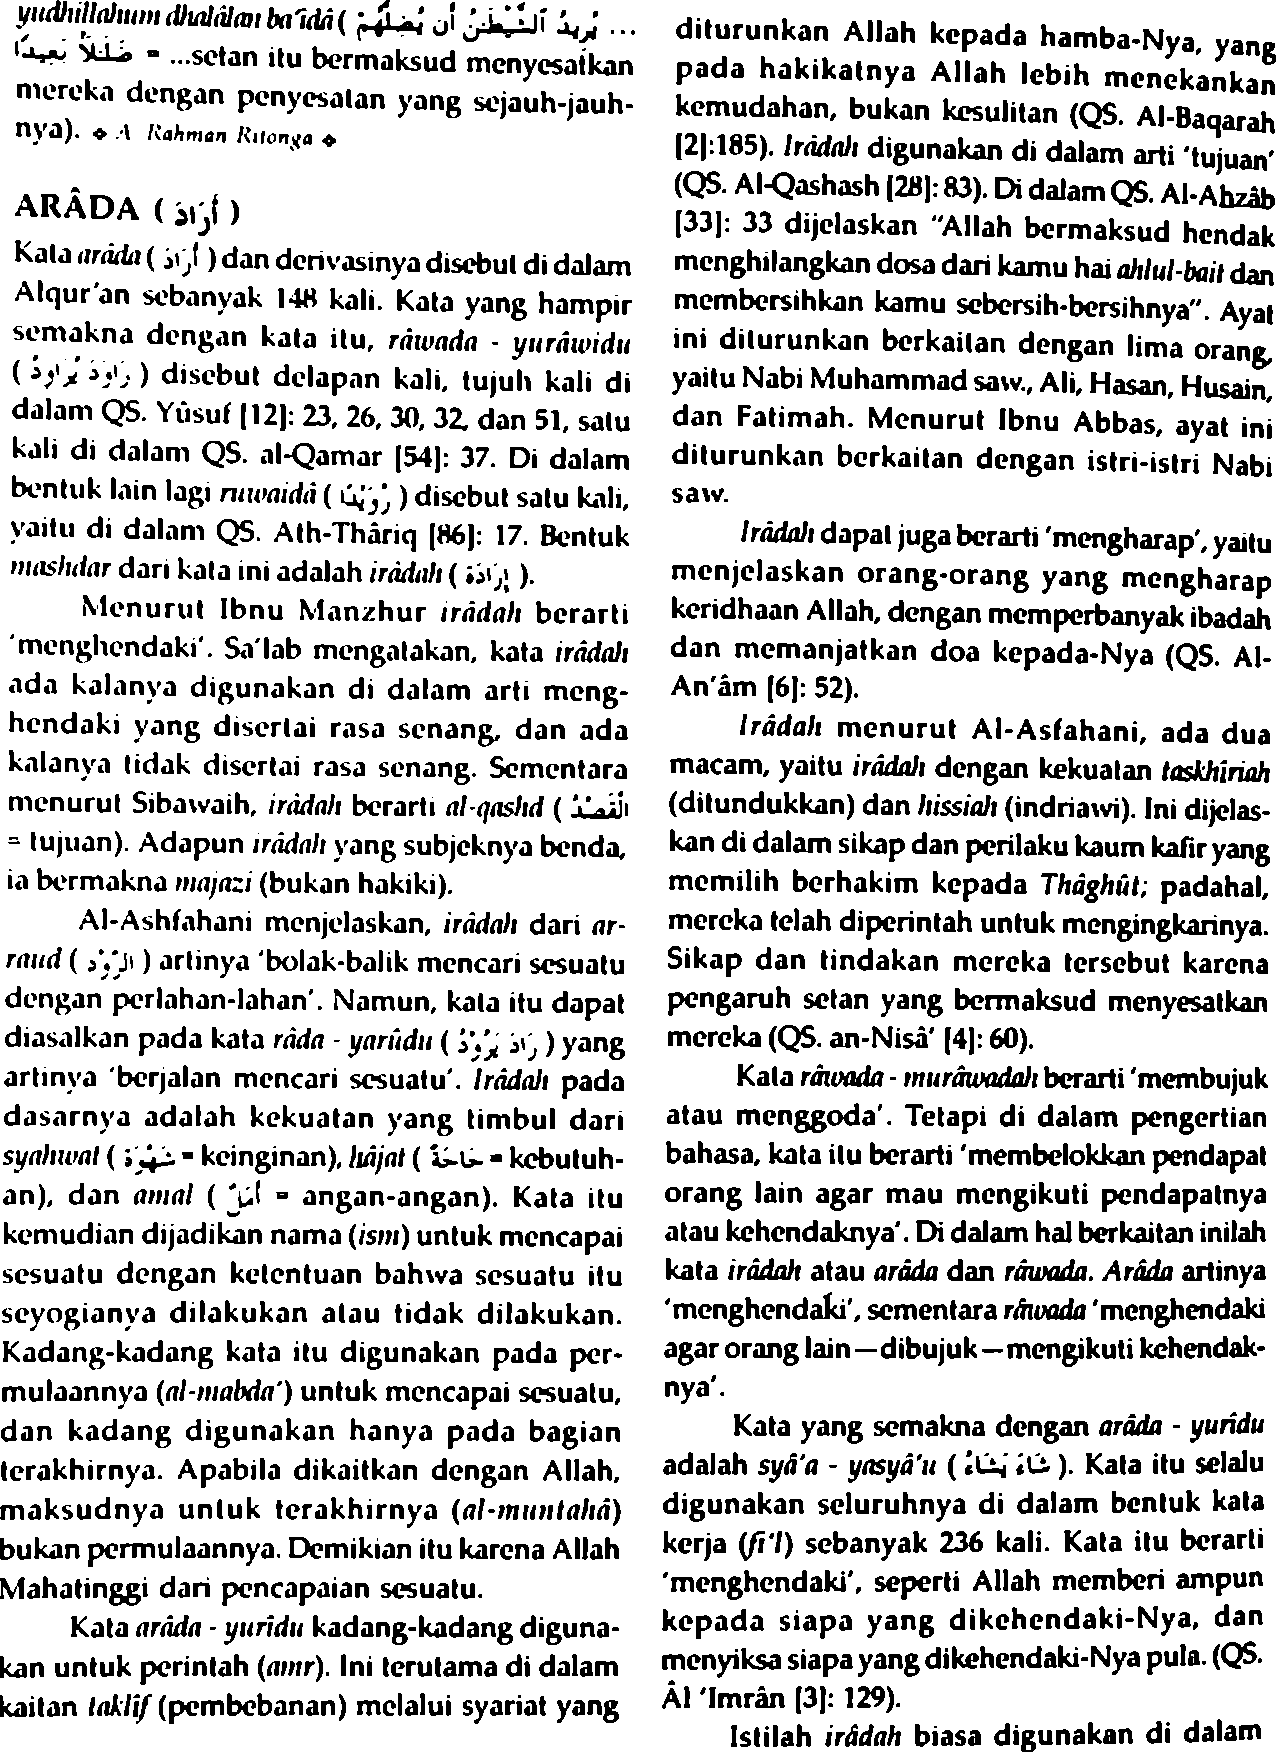 yudhillahum dhalâlan ba'îdâ ( ... يُرِيدُ ٱلشَّيْطَٰنُ أَن يُضِلَّهُمْ
ضَلَٰلًۢا بَعِيدًا = ...setan itu bermaksud menyesatkan
mereka dengan penyesatan yang sejauh-jauh-
nya). ❖ A Rahman Ritonga ❖
ARÂDA ( أَرَادَ )
Kata arâda ( أَرَادَ ) dan derivasinya disebut di dalam
Alqur'an sebanyak 148 kali. Kata yang hampir
semakna dengan kata itu, râwada - yurâwidu
( رَاوَدَ يُرَاوِدُ ) disebut delapan kali, tujuh kali di
dalam QS. Yûsuf [12]: 23, 26, 30, 32, dan 51, satu
kali di dalam QS. al-Qamar [54]: 37. Di dalam
bentuk lain lagi ruwaidâ ( رُوَيْدًا ) disebut satu kali,
yaitu di dalam QS. Ath-Thâriq [86]: 17. Bentuk
mashdar dari kata ini adalah irâdah ( إِرَادَة ).
Menurut Ibnu Manzhur irâdah berarti
'menghendaki'. Sa'lab mengatakan, kata irâdah
ada kalanya digunakan di dalam arti meng-
hendaki yang disertai rasa senang, dan ada
kalanya tidak disertai rasa senang. Sementara
menurut Sibawaih, irâdah berarti al-qashd ( اَلْقَصْدُ
= tujuan). Adapun irâdah yang subjeknya benda,
ia bermakna majazi (bukan hakiki).
Al-Ashfahani menjelaskan, irâdah dari ar-
raud ( الرَّوْد ) artinya 'bolak-balik mencari sesuatu
dengan perlahan-lahan'. Namun, kata itu dapat
diasalkan pada kata râda - yarûdu ( رَادَ يَرُوْدُ ) yang
artinya 'berjalan mencari sesuatu'. Irâdah pada
dasarnya adalah kekuatan yang timbul dari
syahwat ( شَهْوَة = keinginan), hâjat ( حَاجَة = kebutuh-
an), dan amal ( أَمَل = angan-angan). Kata itu
kemudian dijadikan nama (ism) untuk mencapai
sesuatu dengan ketentuan bahwa sesuatu itu
seyogianya dilakukan atau tidak dilakukan.
Kadang-kadang kata itu digunakan pada per-
mulaannya (al-mabda') untuk mencapai sesuatu,
dan kadang digunakan hanya pada bagian
terakhirnya. Apabila dikaitkan dengan Allah,
maksudnya untuk terakhirnya (al-muntahâ)
bukan permulaannya. Demikian itu karena Allah
Mahatinggi dari pencapaian sesuatu.
Kata arâda - yurîdu kadang-kadang diguna-
kan untuk perintah (amr). Ini terutama di dalam
kaitan taklîf (pembebanan) melalui syariat yang
diturunkan Allah kepada hamba-Nya, yang
pada hakikatnya Allah lebih menekankan
kemudahan, bukan kesulitan (QS. Al-Baqarah
[2]:185). Irâdah digunakan di dalam arti 'tujuan'
(QS. Al-Qashash [28]: 83). Di dalam QS. Al-Ahzâb
[33]: 33 dijelaskan "Allah bermaksud hendak
menghilangkan dosa dari kamu hai ahlul-bait dan
membersihkan kamu sebersih-bersihnya". Ayat
ini diturunkan berkaitan dengan lima orang,
yaitu Nabi Muhammad saw., Ali, Hasan, Husain,
dan Fatimah. Menurut Ibnu Abbas, ayat ini
diturunkan berkaitan dengan istri-istri Nabi
saw.
Irâdah dapat juga berarti 'mengharap', yaitu
menjelaskan orang-orang yang mengharap
keridhaan Allah, dengan memperbanyak ibadah
dan memanjatkan doa kepada-Nya (QS. Al-
An'âm [6]: 52).
Irâdah menurut Al-Asfahani, ada dua
macam, yaitu irâdah dengan kekuatan taskhîriah
(ditundukkan) dan hissiah (indriawi). Ini dijelas-
kan di dalam sikap dan perilaku kaum kafir yang
memilih berhakim kepada Thâghût; padahal,
mereka telah diperintah untuk mengingkarinya.
Sikap dan tindakan mereka tersebut karena
pengaruh setan yang bermaksud menyesatkan
mereka (QS. an-Nisâ' [4]: 60).
Kata râwada - murâwadah berarti 'membujuk
atau menggoda'. Tetapi di dalam pengertian
bahasa, kata itu berarti 'membelokkan pendapat
orang lain agar mau mengikuti pendapatnya
atau kehendaknya'. Di dalam hal berkaitan inilah
kata irâdah atau arâda dan râwada. Arâda artinya
'menghendaki', sementara râwada 'menghendaki
agar orang lain—dibujuk—mengikuti kehendak-
nya'.
Kata yang semakna dengan arâda - yurîdu
adalah syâ'a - yasyâ'u ( شَاءَ يَشَاءُ ). Kata itu selalu
digunakan seluruhnya di dalam bentuk kata
kerja (fi'l) sebanyak 236 kali. Kata itu berarti
'menghendaki', seperti Allah memberi ampun
kepada siapa yang dikehendaki-Nya, dan
menyiksa siapa yang dikehendaki-Nya pula. (QS.
Âl 'Imrân [3]: 129).
Istilah irâdah biasa digunakan di dalam